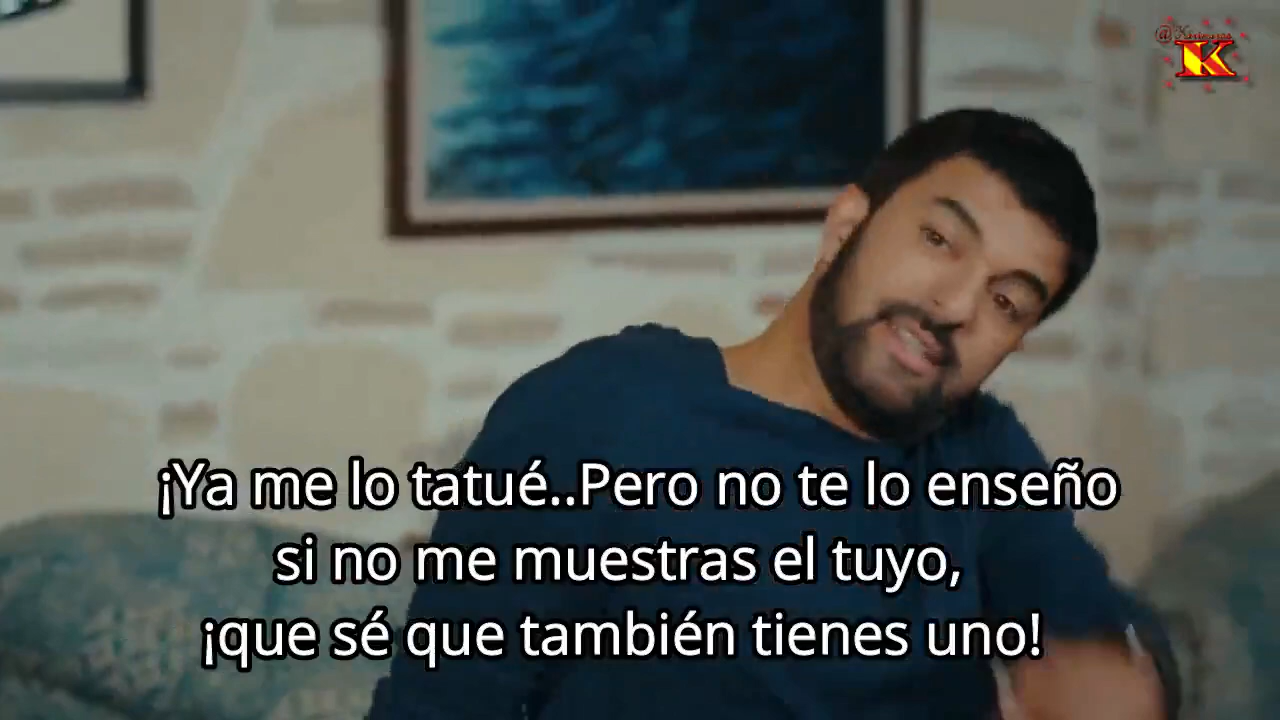 K
¡Ya me lo tatué..Pero no te lo enseño
si no me muestras el tuyo,
¡que sé que también tienes uno!